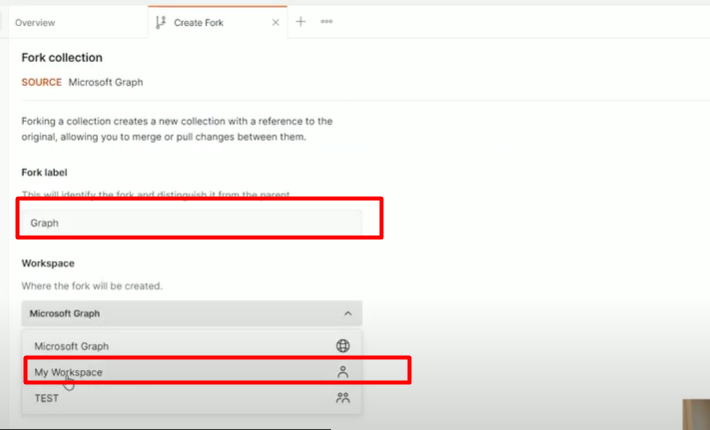 Overview
Create Fork
Fork collection
SOURCE Microsoft Graph
Forking a collection creates a new collection with a reference to the
original, allowing you to merge or pull changes between them.
Fork label
This will identify the fork and distinguish it from the parent
Graph
Workspace
Where the fork will be created.
Microsoft Graph
Microsoft Graph
My Workspace
TEST